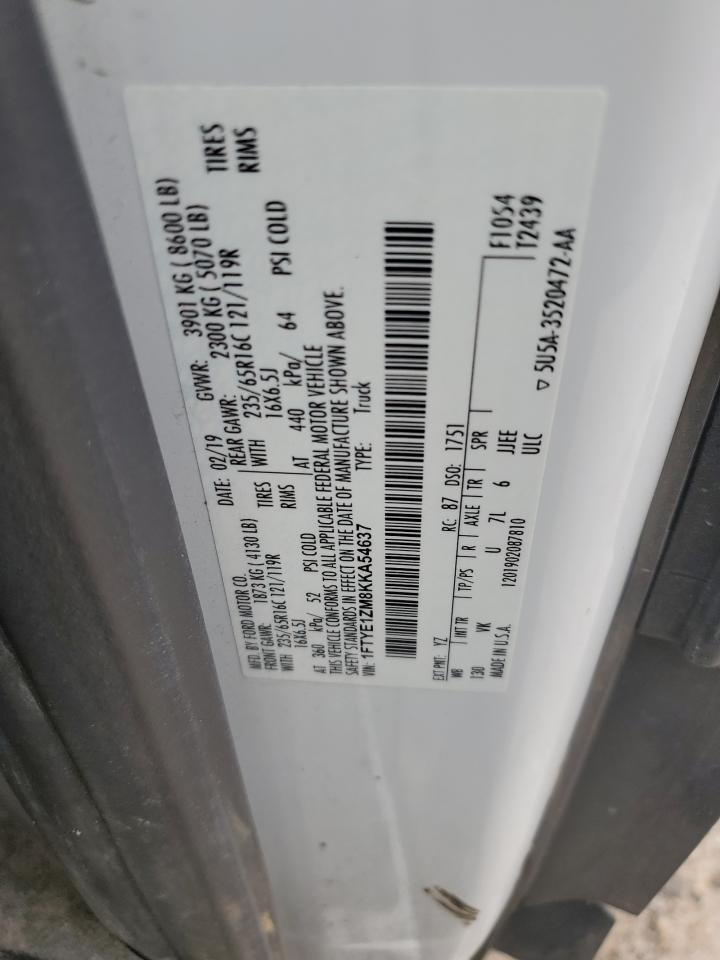 MFD. BY FORD MOTOR CO.
DATE: 02/19 GVWR: 3901 KG ( 8600 LB)
FRONT GAWR: 1873 KG ( 4130 LB) REAR GAWR: 2300 KG ( 5070 LB)
WITH 235/65R16C 121/119R TIRES WITH 235/65R16C 121/119R TIRES
16X6.5J RIMS 16X6.5J RIMS
AT 360 kPa/ 52 PSI COLD AT 440 kPa/ 64 PSI COLD
THIS VEHICLE CONFORMS TO ALL APPLICABLE FEDERAL MOTOR VEHICLE
SAFETY STANDARDS IN EFFECT ON THE DATE OF MANUFACTURE SHOWN ABOVE.
VIN: 1FTYE1ZM8KKA54637 TYPE: Truck
EXT PNT: YZ RC: 87 DSO: 1751 F1054
WB INT TR TP/PS R AXLE TR SPR T2439
130 VK U 7L 6 JJEE
MADE IN U.S.A. 1201902087810 ULC
▽ 5U5A-3520472-AA